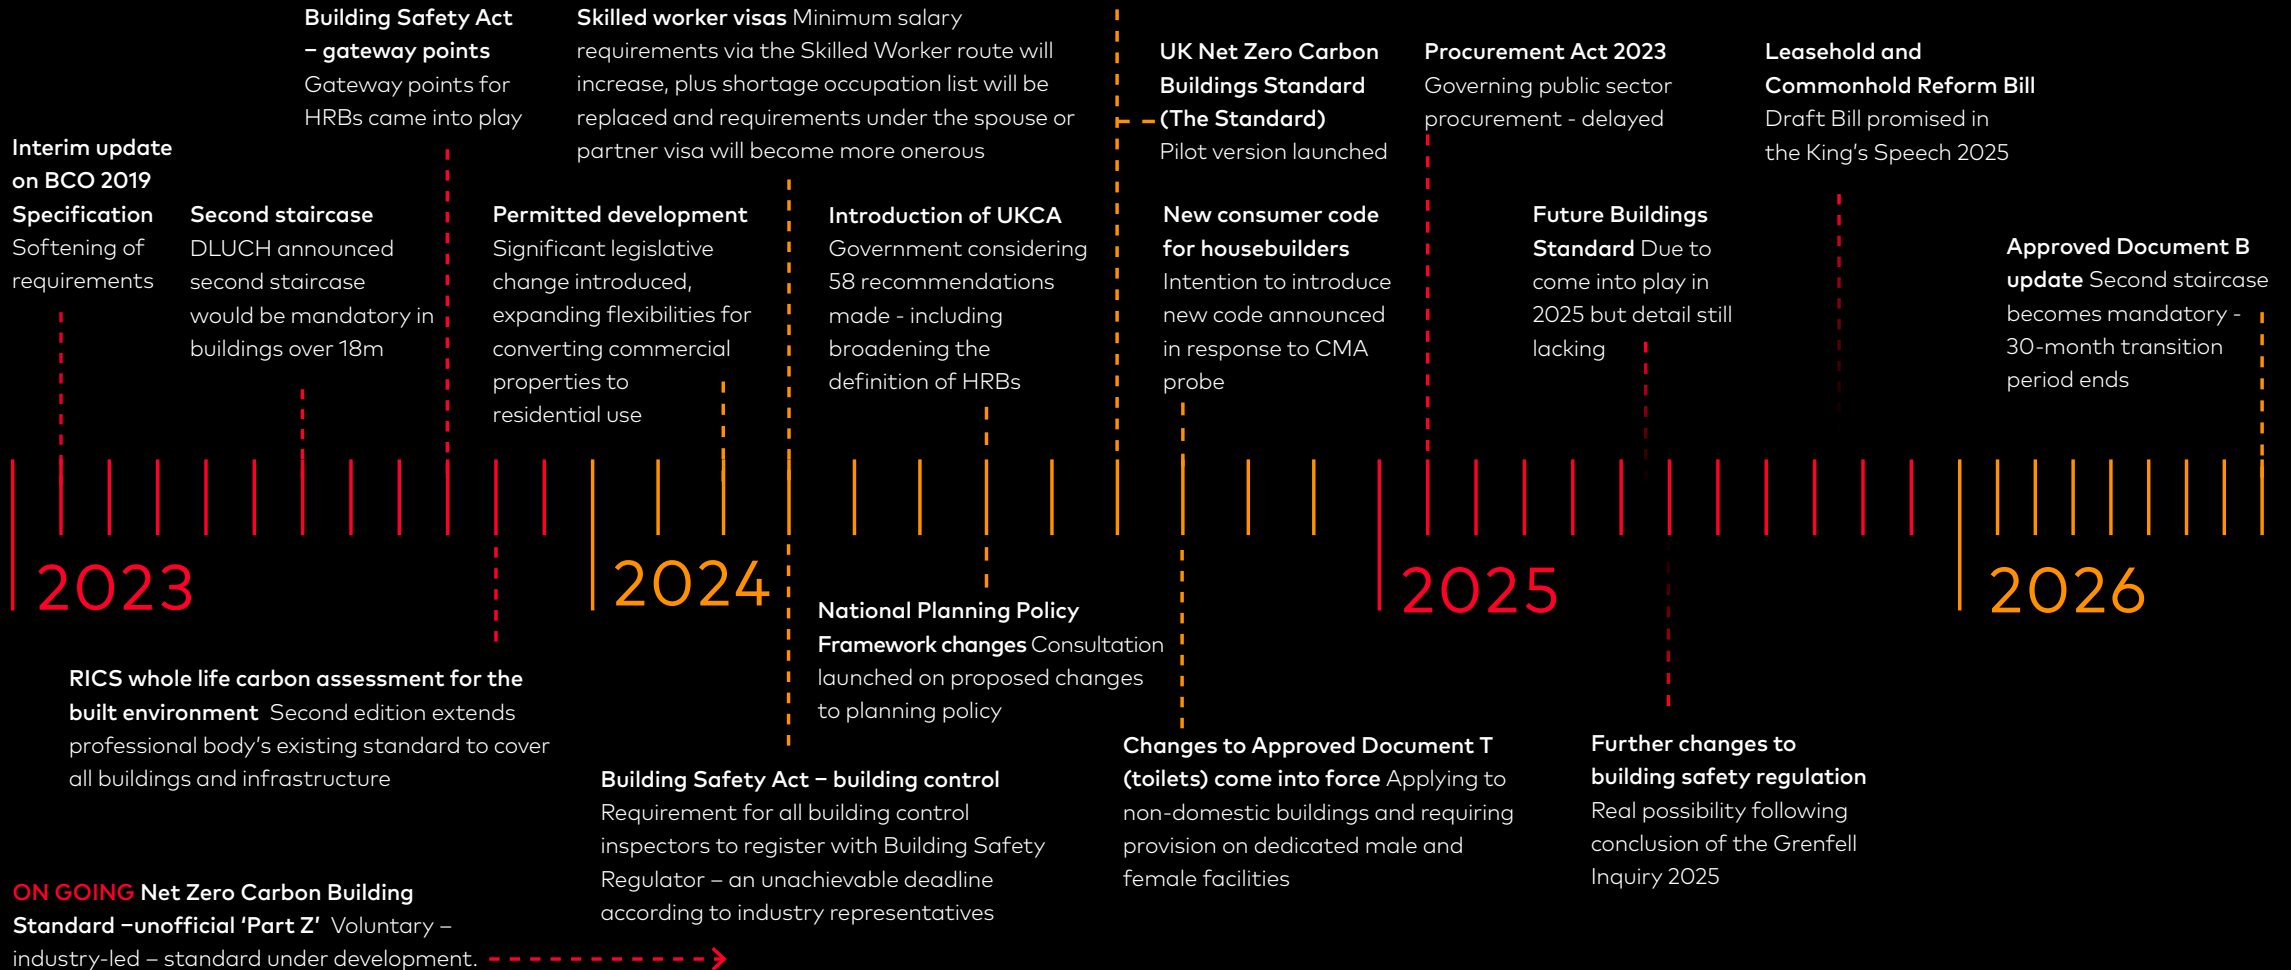 Building Safety Act
– gateway points
Gateway points for
HRBs came into play
Skilled worker visas Minimum salary
requirements via the Skilled Worker route will
increase, plus shortage occupation list will be
replaced and requirements under the spouse or
partner visa will become more onerous
UK Net Zero Carbon
Buildings Standard
(The Standard)
Pilot version launched
Procurement Act 2023
Governing public sector
procurement - delayed
Leasehold and
Commonhold Reform Bill
Draft Bill promised in
the King's Speech 2025
Interim update
on BCO 2019
Specification
Softening of
requirements
Second staircase
DLUCH announced
second staircase
would be mandatory in
buildings over 18m
Permitted development
Significant legislative
change introduced,
expanding flexibilities for
converting commercial
properties to
residential use
Introduction of UKCA
Government considering
58 recommendations
made - including
broadening the
definition of HRBs
New consumer code
for housebuilders
Intention to introduce
new code announced
in response to CMA
probe
Future Buildings
Standard Due to
come into play in
2025 but detail still
lacking
Approved Document B
update Second staircase
becomes mandatory -
30-month transition
period ends
2023
2024
2025
2026
RICS whole life carbon assessment for the
built environment Second edition extends
professional body's existing standard to cover
all buildings and infrastructure
Building Safety Act – building control
Requirement for all building control
inspectors to register with Building Safety
Regulator – an unachievable deadline
according to industry representatives
National Planning Policy
Framework changes Consultation
launched on proposed changes
to planning policy
Changes to Approved Document T
(toilets) come into force Applying to
non-domestic buildings and requiring
provision on dedicated male and
female facilities
Further changes to
building safety regulation
Real possibility following
conclusion of the Grenfell
Inquiry 2025
ON GOING Net Zero Carbon Building
Standard –unofficial 'Part Z' Voluntary –
industry-led – standard under development.